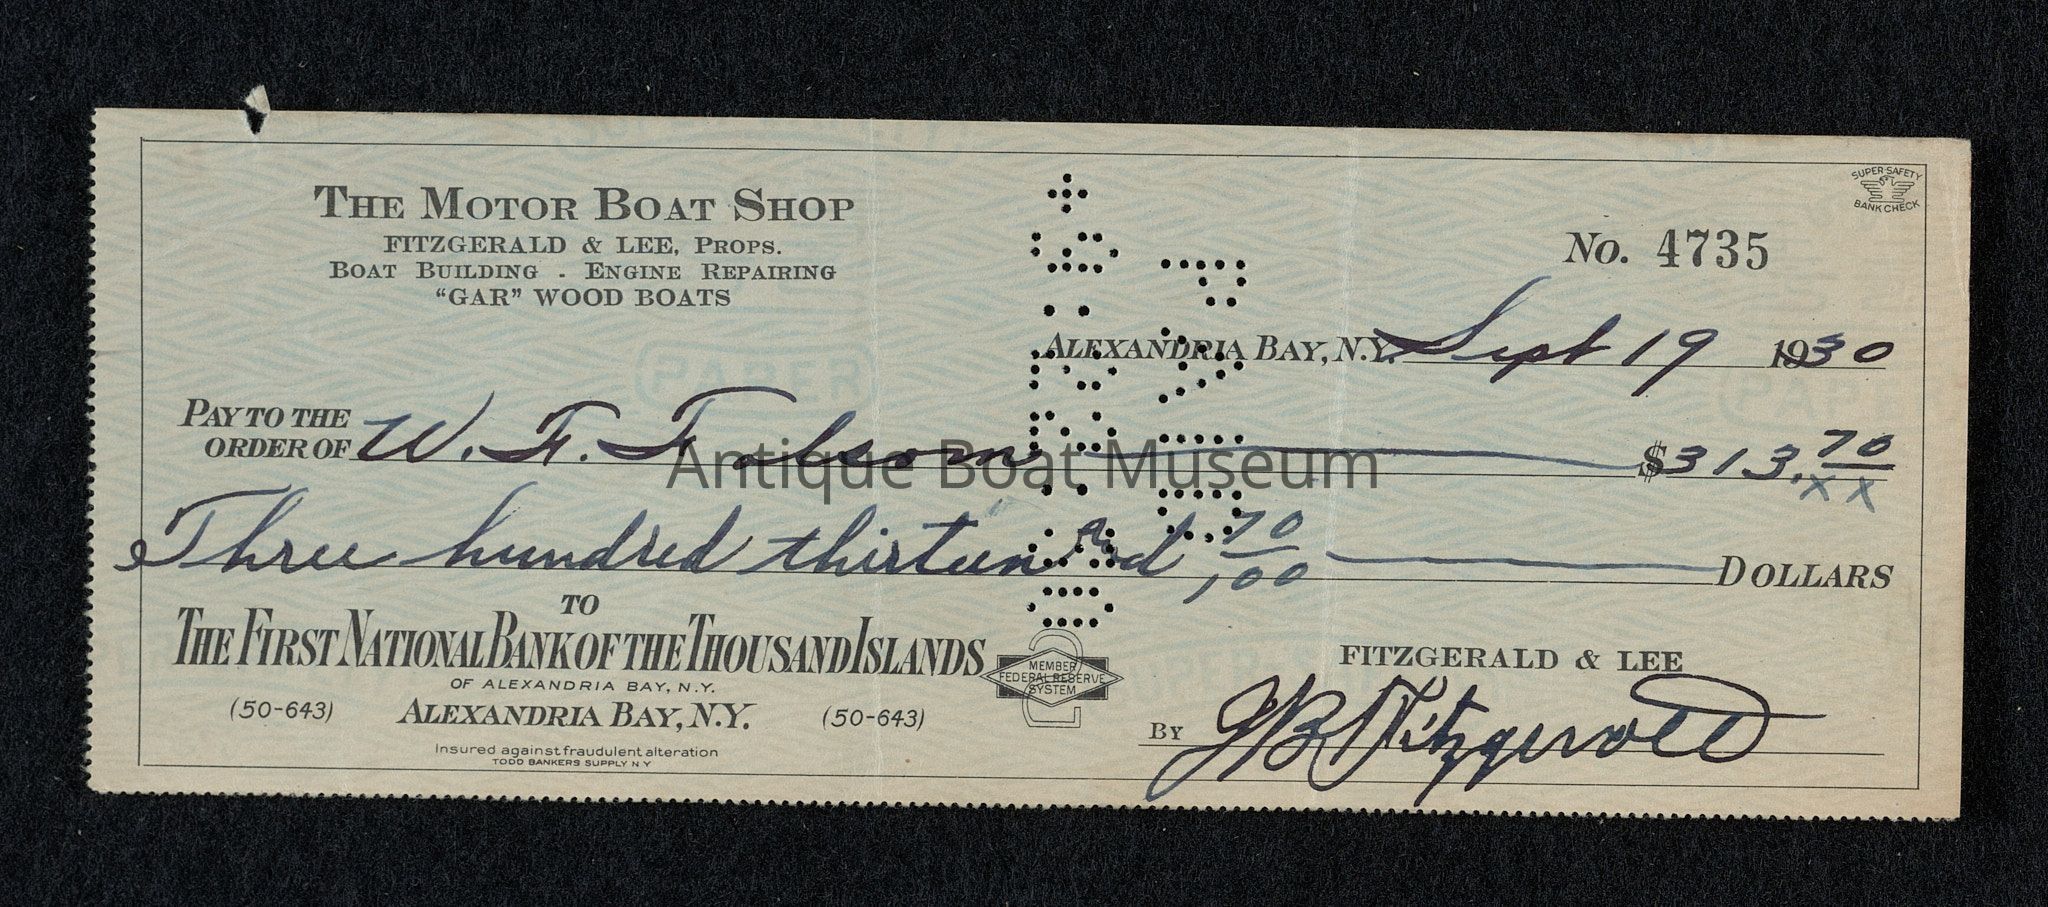 SUPER SAFETY
BANK CHECK
THE MOTOR BOAT SHOP
FITZGERALD & LEE, PROPS.
BOAT BUILDING - ENGINE REPAIRING
"GAR" WOOD BOATS
No. 4735
ALEXANDRIA BAY, N.Y. Sept 19 1930
PAPER
PAY TO THE
ORDER OF W. F. Folsom $313.70
XX
Antique Boat Museum
Three hundred thirteen and 70/100 DOLLARS
TO
THE FIRST NATIONAL BANK OF THE THOUSAND ISLANDS
OF ALEXANDRIA BAY, N.Y.
(50-643) ALEXANDRIA BAY, N.Y. (50-643)
MEMBER
FEDERAL RESERVE
SYSTEM
Insured against fraudulent alteration
TODD BANKERS SUPPLY N Y
FITZGERALD & LEE
BY JB Fitzgerald